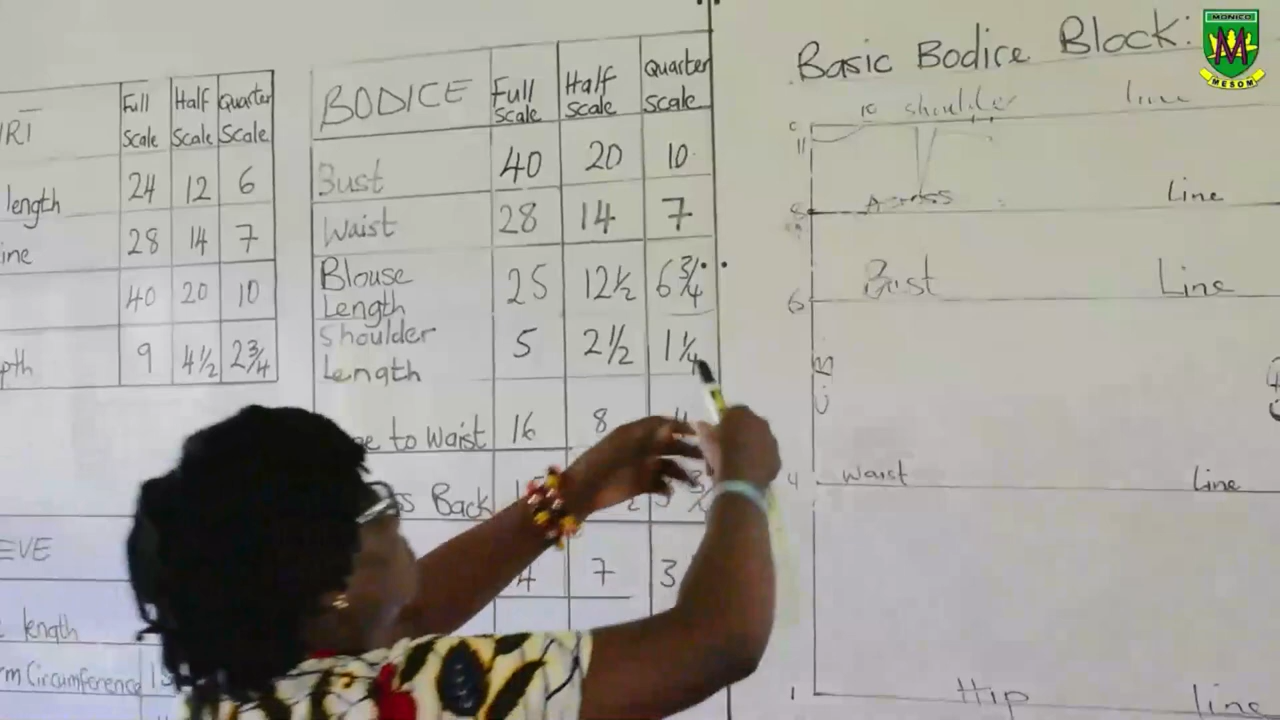 Full Scale Half Scale Quarter Scale
length 24 12 6
28 14 7
40 20 10
9 4½ 2¾
BODICE Full Scale Half Scale Quarter Scale
Bust 40 20 10
Waist 28 14 7
Blouse Length 25 12½ 6¾
Shoulder Length 5 2½ 1¼
to Waist 16 8
Back
7 3
length
Circumference
Basic Bodice Block:
shoulder line
Across Line
Bust Line
6
4 Waist Line
1 Hip line
MONICO
M
MESOM